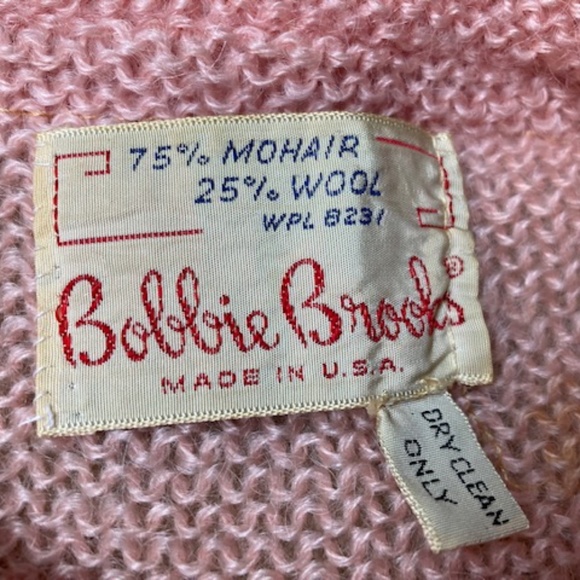 75% MOHAIR
25% WOOL
WPL 8231
Bobbie Brooks®
MADE IN U.S.A.
DRY CLEAN
ONLY